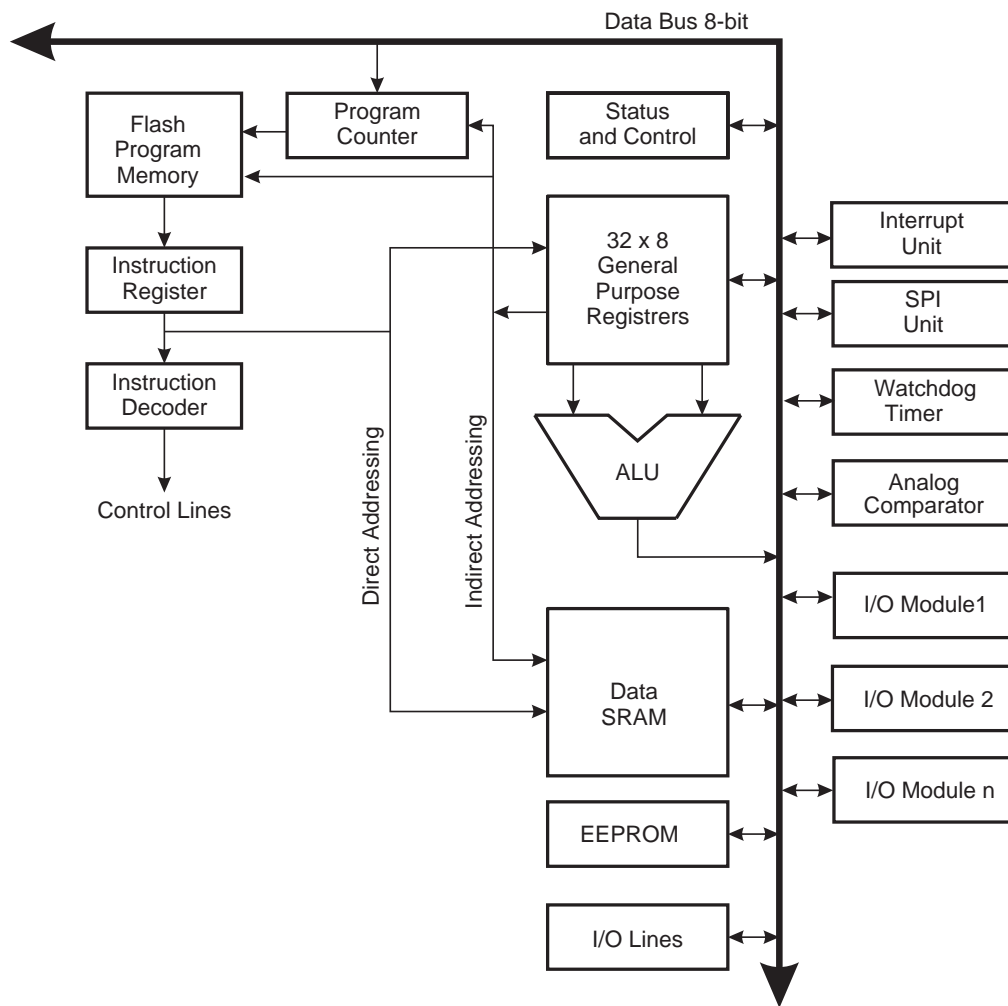 Data Bus 8-bit
Flash
Program
Memory
Program
Counter
Status
and Control
Interrupt
Unit
32 x 8
General
Purpose
Registrers
Instruction
Register
SPI
Unit
Instruction
Decoder
Watchdog
Timer
ALU
Analog
Comparator
Control Lines
Direct Addressing
Indirect Addressing
I/O Module1
Data
SRAM
I/O Module 2
I/O Module n
EEPROM
I/O Lines